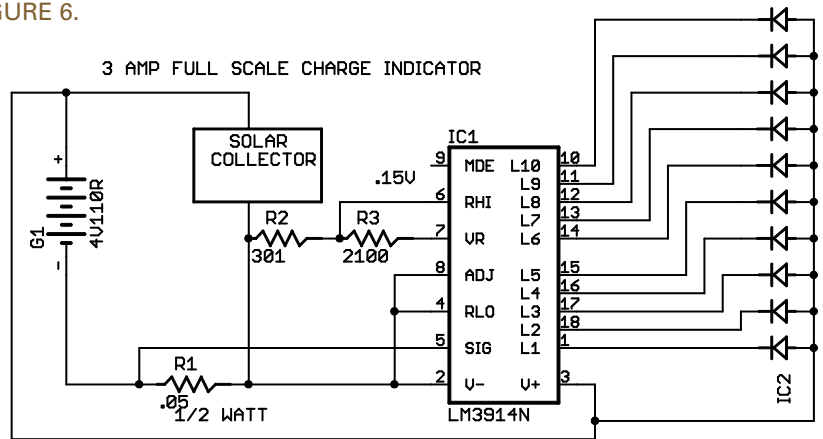 GURE 6.
3 AMP FULL SCALE CHARGE INDICATOR
SOLAR
COLLECTOR
IC1
+
G1
4V110R
-
.15V
R2
301
R3
2100
R1
.05
1/2 WATT
9 MDE L10 10
L9 11
6 RHI L8 12
L7 13
7 VR L6 14
8 ADJ L5 15
L4 16
4 RLO L3 17
L2 18
5 SIG L1 1
2 V- V+ 3
LM3914N
IC2